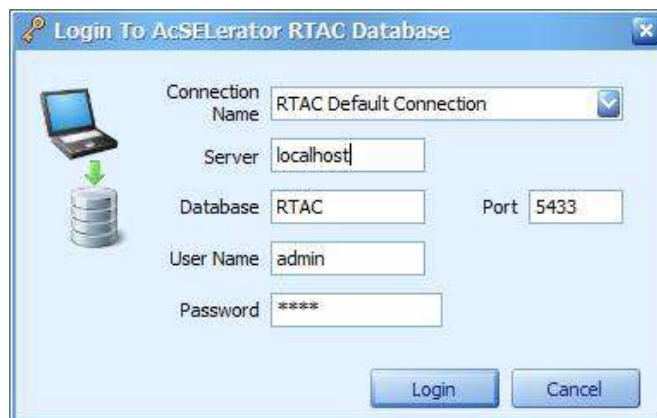 Login To AcSELerator RTAC Database
Connection Name RTAC Default Connection
Server localhost
Database RTAC Port 5433
User Name admin
Password ****
Login Cancel